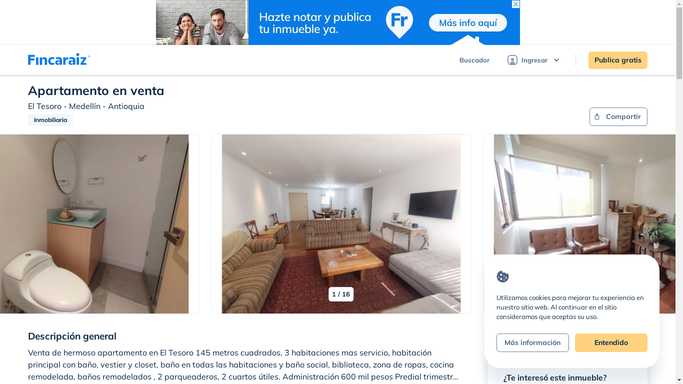 Hazte notar y publica
tu inmueble ya.
Fr
Más info aquí
Fincaraiz
Buscador
Ingresar
Publica gratis
Apartamento en venta
El Tesoro - Medellín - Antioquia
Inmobiliaria
Compartir
1 / 16
Utilizamos cookies para mejorar tu experiencia en
nuestro sitio web. Al continuar en el sitio
consideramos que aceptas su uso.
Más información
Entendido
Descripción general
Venta de hermoso apartamento en El Tesoro 145 metros cuadrados, 3 habitaciones mas servicio, habitación
principal con baño, vestier y closet, baño en todas las habitaciones y baño social, biblioteca, zona de ropas, cocina
remodelada, baños remodelados , 2 parqueaderos, 2 cuartos útiles. Administración 600 mil pesos Predial trimestr...
¿Te interesó este inmueble?